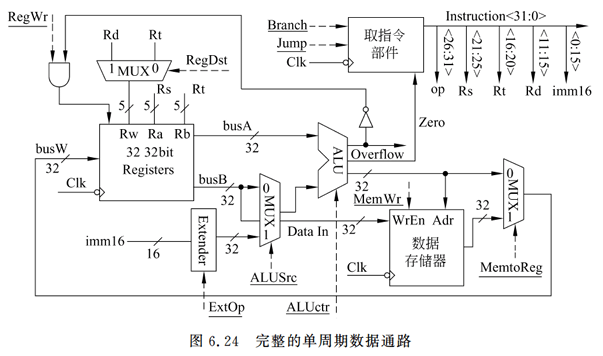 Branch
Jump
Clk
取指令
部件
Instruction<31:0>
<26:31>
<21:25>
<16:20>
<11:15>
<0:15>
op
Rs
Rt
Rd
imm16
RegWr
Rd
Rt
1 MUX 0
RegDst
5
5
5
Rs
Rt
Rw Ra Rb
32 32bit
Registers
busW
32
Clk
busA
32
busB
32
ALU
Overflow
Zero
32
0
MUX
1
Data In
32
imm16
16
Extender
32
ExtOp
ALUSrc
ALUctr
MemWr
WrEn Adr
数据
存储器
Clk
32
0
MUX
1
MemtoReg
图 6.24 完整的单周期数据通路